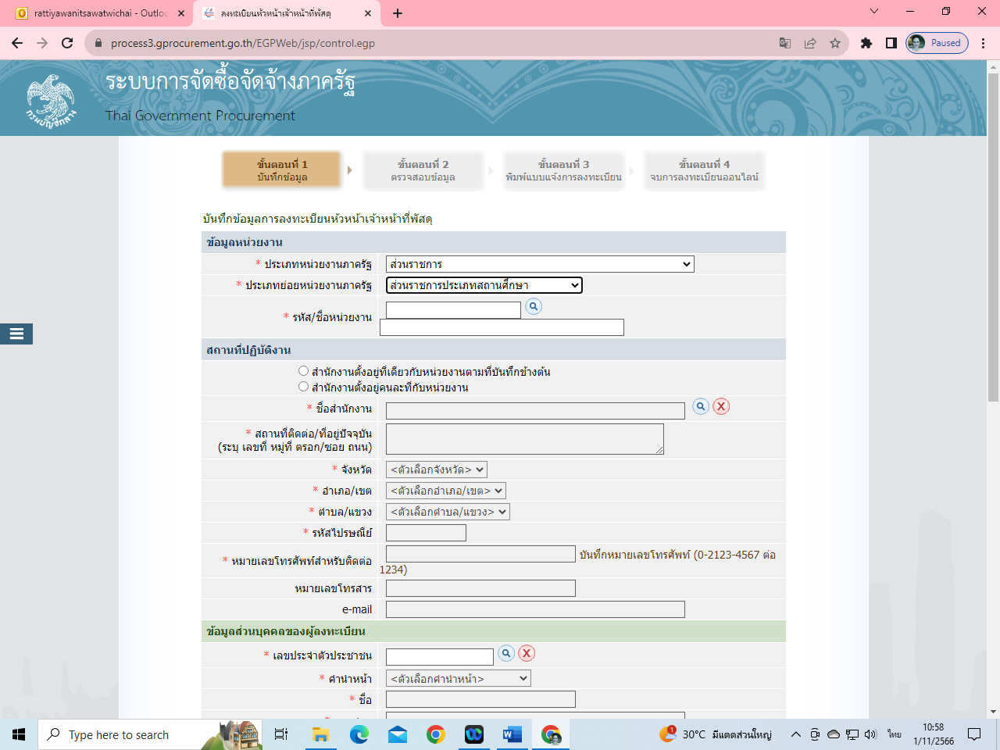 rattiyawanitsawatwichai - Outlo
ลงทะเบียนหัวหน้าเจ้าหน้าที่พัสดุ
process3.gprocurement.go.th/EGPWeb/jsp/control.egp
Paused
ระบบการจัดซื้อจัดจ้างภาครัฐ
Thai Government Procurement
กรมบัญชีกลาง
ขั้นตอนที่ 1
บันทึกข้อมูล
ขั้นตอนที่ 2
ตรวจสอบข้อมูล
ขั้นตอนที่ 3
พิมพ์แบบแจ้งการลงทะเบียน
ขั้นตอนที่ 4
จบการลงทะเบียนออนไลน์
บันทึกข้อมูลการลงทะเบียนหัวหน้าเจ้าหน้าที่พัสดุ
ข้อมูลหน่วยงาน
* ประเภทหน่วยงานภาครัฐ ส่วนราชการ
* ประเภทย่อยหน่วยงานภาครัฐ ส่วนราชการประเภทสถานศึกษา
* รหัส/ชื่อหน่วยงาน
สถานที่ปฏิบัติงาน
สำนักงานตั้งอยู่ที่เดียวกับหน่วยงานตามที่บันทึกข้างต้น
สำนักงานตั้งอยู่คนละที่กับหน่วยงาน
* ชื่อสำนักงาน
* สถานที่ติดต่อ/ที่อยู่ปัจจุบัน
(ระบุ เลขที่ หมู่ที่ ตรอก/ซอย ถนน)
* จังหวัด <ตัวเลือกจังหวัด>
* อำเภอ/เขต <ตัวเลือกอำเภอ/เขต>
* ตำบล/แขวง <ตัวเลือกตำบล/แขวง>
* รหัสไปรษณีย์
* หมายเลขโทรศัพท์สำหรับติดต่อ บันทึกหมายเลขโทรศัพท์ (0-2123-4567 ต่อ
1234)
หมายเลขโทรสาร
e-mail
ข้อมูลส่วนบุคคลของผู้ลงทะเบียน
* เลขประจำตัวประชาชน
* คำนำหน้า <ตัวเลือกคำนำหน้า>
* ชื่อ
Type here to search
1
30°C มีแดดส่วนใหญ่
ไทย
10:58
1/11/2566